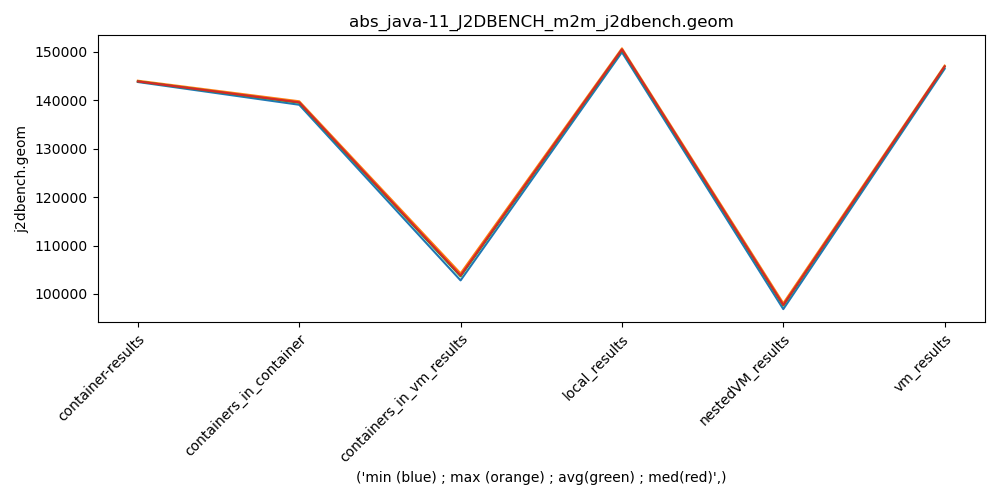 abs_java-11_J2DBENCH_m2m_j2dbench.geom
j2dbench.geom
150000
140000
130000
120000
110000
100000
container-results
containers_in_container
containers_in_vm_results
local_results
nestedVM_results
vm_results
('min (blue) ; max (orange) ; avg(green) ; med(red)',)